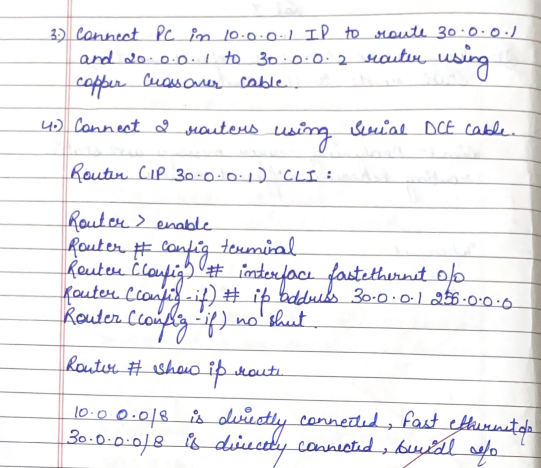 3.) Connect PC in 10.0.0.1 IP to route 30.0.0.1
and 20.0.0.1 to 30.0.0.2 router using
copper crossover cable.
4.) Connect 2 routers using Serial DCE cable.
Router (IP 30.0.0.1) CLI :
Router > enable
Router # config terminal
Router (config) # interface fastethernet 0/0
Router (config-if) # ip address 30.0.0.1 255.0.0.0
Router (config-if) no shut.
Router # show ip route
10.0 0.0/8 is directly connected, Fast ethernet 0/0
30.0.0.0/8 is directly connected, serial